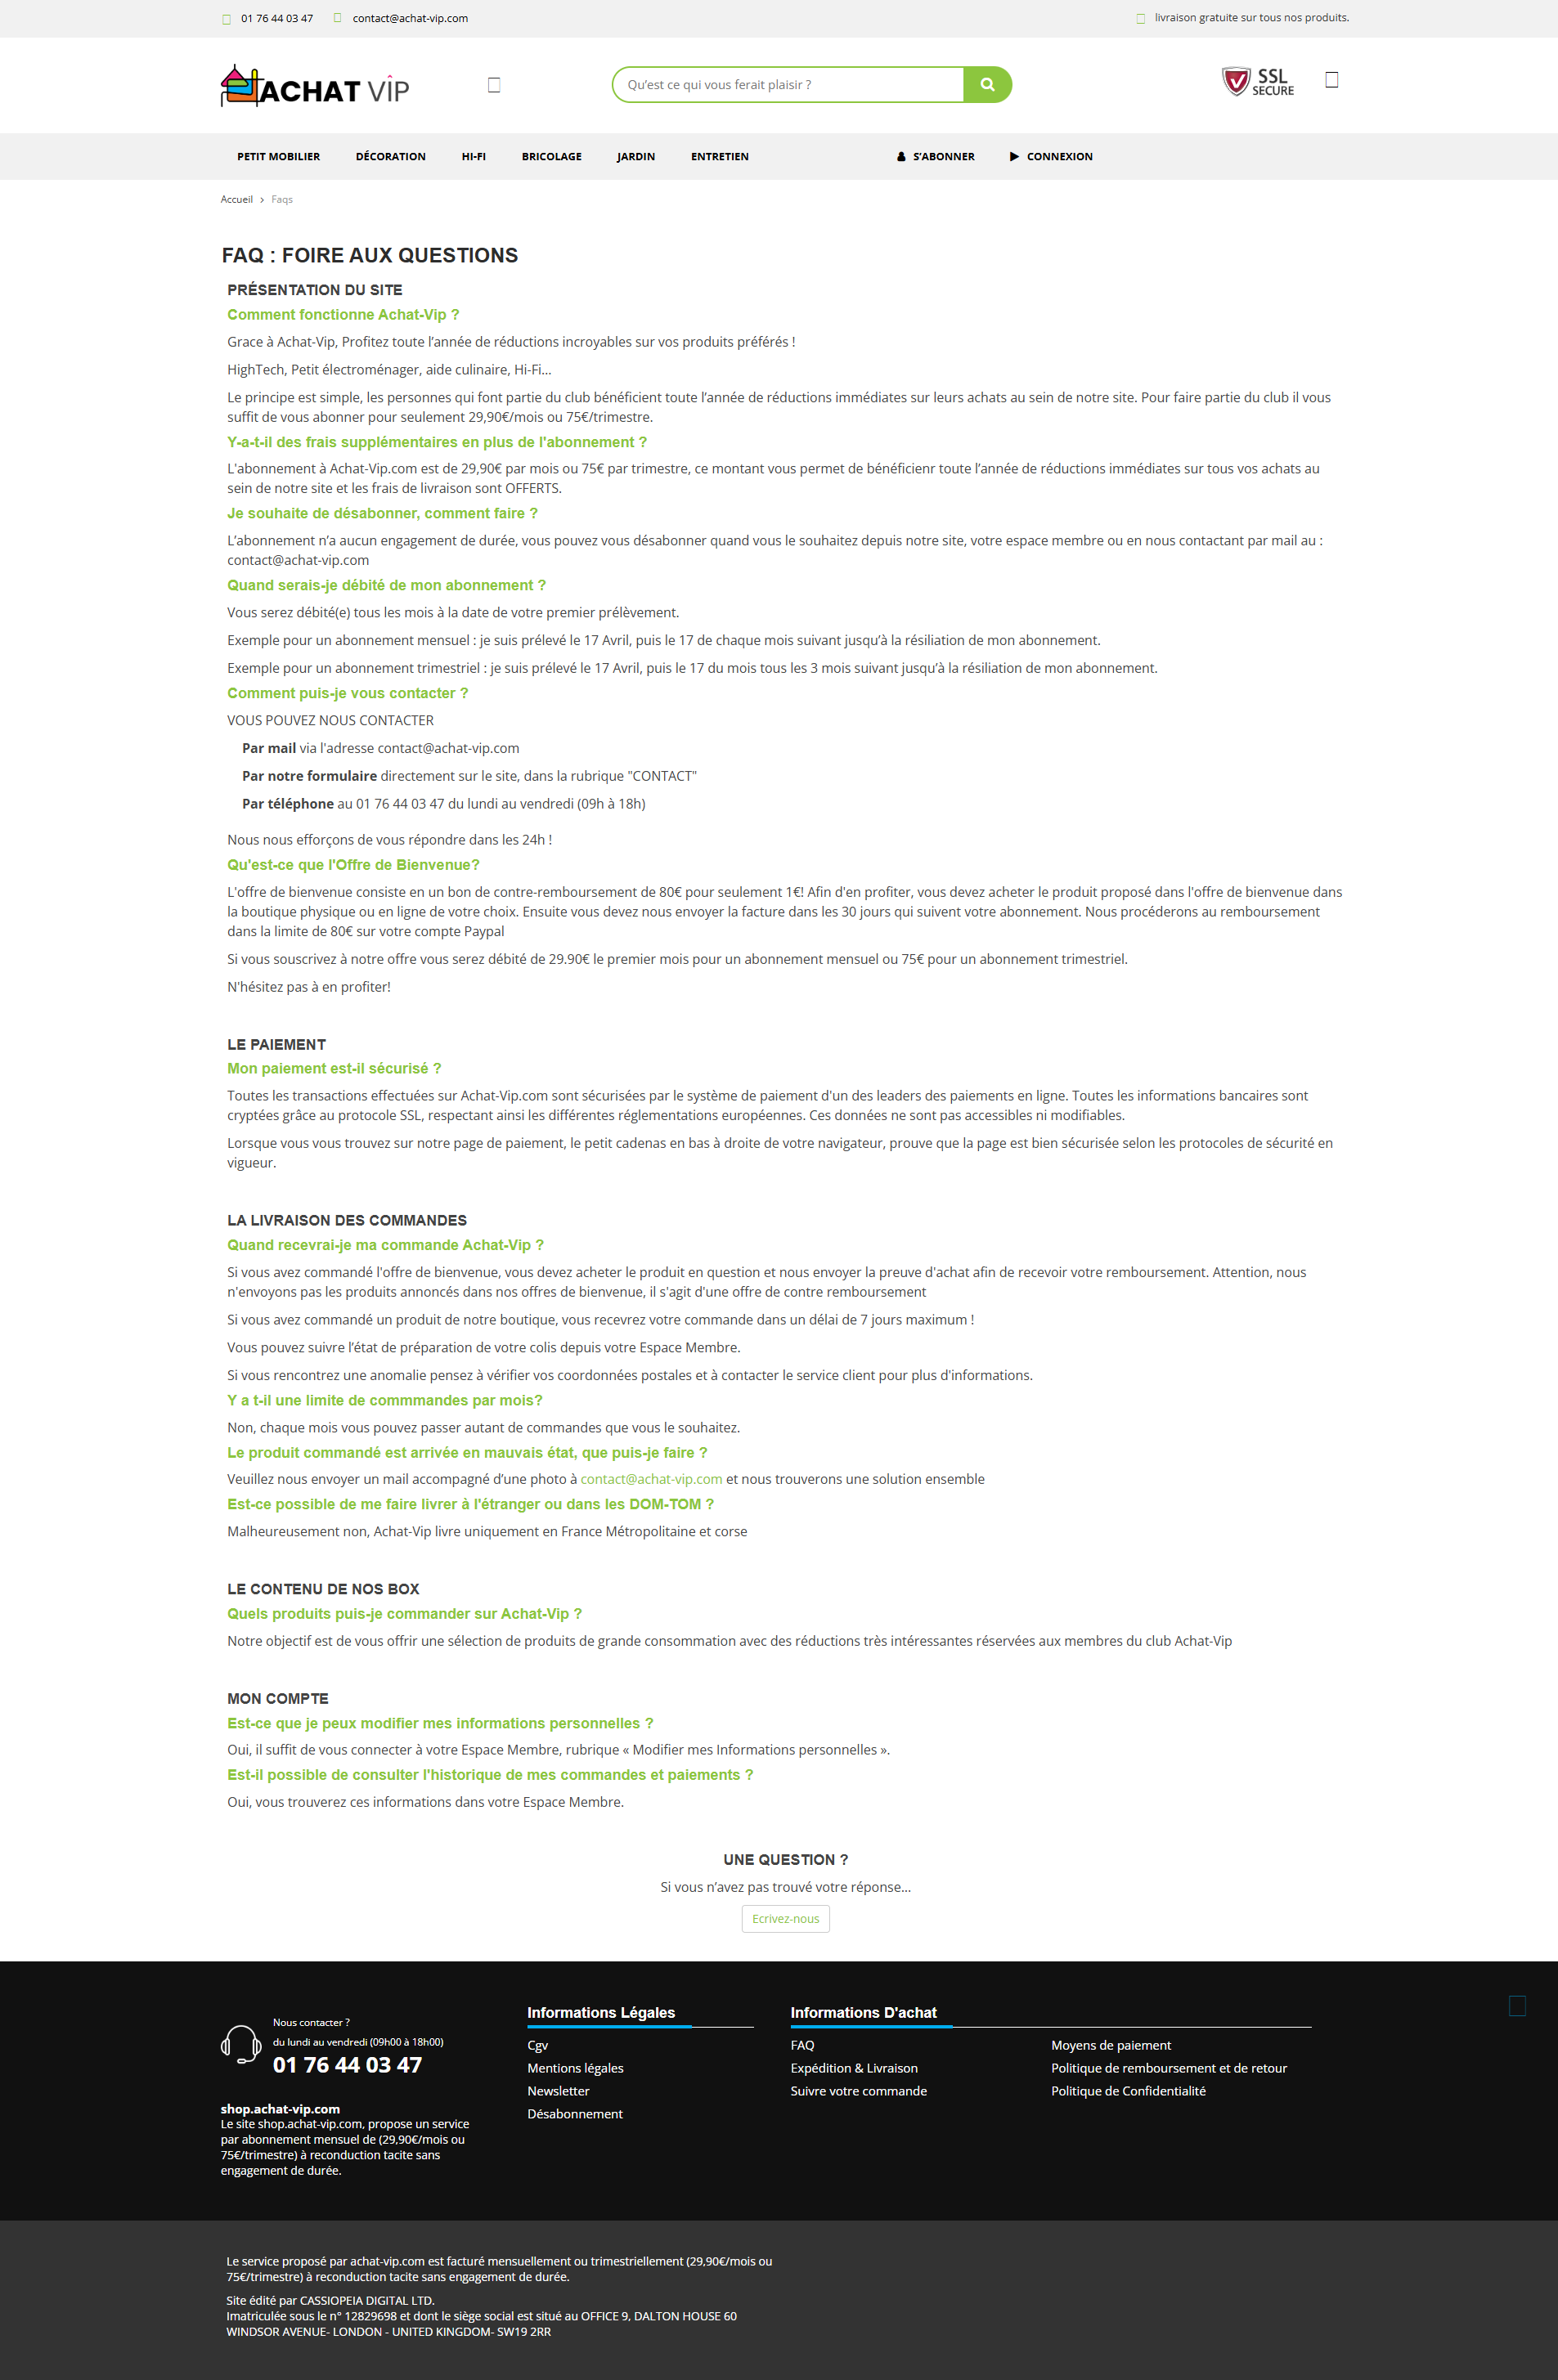 01 76 44 03 47 contact@achat-vip.com livraison gratuite sur tous nos produits.
ACHAT VIP
Qu'est ce qui vous ferait plaisir ?
SSL
SECURE
PETIT MOBILIER DÉCORATION HI-FI BRICOLAGE JARDIN ENTRETIEN S'ABONNER CONNEXION
Accueil › Faqs
FAQ : FOIRE AUX QUESTIONS
PRÉSENTATION DU SITE
Comment fonctionne Achat-Vip ?
Grace à Achat-Vip, Profitez toute l’année de réductions incroyables sur vos produits préférés !
HighTech, Petit électroménager, aide culinaire, Hi-Fi...
Le principe est simple, les personnes qui font partie du club bénéficient toute l’année de réductions immédiates sur leurs achats au sein de notre site. Pour faire partie du club il vous
suffit de vous abonner pour seulement 29,90€/mois ou 75€/trimestre.
Y-a-t-il des frais supplémentaires en plus de l'abonnement ?
L'abonnement à Achat-Vip.com est de 29,90€ par mois ou 75€ par trimestre, ce montant vous permet de bénéficienr toute l’année de réductions immédiates sur tous vos achats au
sein de notre site et les frais de livraison sont OFFERTS.
Je souhaite de désabonner, comment faire ?
L’abonnement n’a aucun engagement de durée, vous pouvez vous désabonner quand vous le souhaitez depuis notre site, votre espace membre ou en nous contactant par mail au :
contact@achat-vip.com
Quand serais-je débité de mon abonnement ?
Vous serez débité(e) tous les mois à la date de votre premier prélèvement.
Exemple pour un abonnement mensuel : je suis prélevé le 17 Avril, puis le 17 de chaque mois suivant jusqu’à la résiliation de mon abonnement.
Exemple pour un abonnement trimestriel : je suis prélevé le 17 Avril, puis le 17 du mois tous les 3 mois suivant jusqu’à la résiliation de mon abonnement.
Comment puis-je vous contacter ?
VOUS POUVEZ NOUS CONTACTER
Par mail via l'adresse contact@achat-vip.com
Par notre formulaire directement sur le site, dans la rubrique "CONTACT"
Par téléphone au 01 76 44 03 47 du lundi au vendredi (09h à 18h)
Nous nous efforçons de vous répondre dans les 24h !
Qu'est-ce que l'Offre de Bienvenue?
L'offre de bienvenue consiste en un bon de contre-remboursement de 80€ pour seulement 1€! Afin d'en profiter, vous devez acheter le produit proposé dans l'offre de bienvenue dans
la boutique physique ou en ligne de votre choix. Ensuite vous devez nous envoyer la facture dans les 30 jours qui suivent votre abonnement. Nous procéderons au remboursement
dans la limite de 80€ sur votre compte Paypal
Si vous souscrivez à notre offre vous serez débité de 29.90€ le premier mois pour un abonnement mensuel ou 75€ pour un abonnement trimestriel.
N'hésitez pas à en profiter!
LE PAIEMENT
Mon paiement est-il sécurisé ?
Toutes les transactions effectuées sur Achat-Vip.com sont sécurisées par le système de paiement d'un des leaders des paiements en ligne. Toutes les informations bancaires sont
cryptées grâce au protocole SSL, respectant ainsi les différentes réglementations européennes. Ces données ne sont pas accessibles ni modifiables.
Lorsque vous vous trouvez sur notre page de paiement, le petit cadenas en bas à droite de votre navigateur, prouve que la page est bien sécurisée selon les protocoles de sécurité en
vigueur.
LA LIVRAISON DES COMMANDES
Quand recevrai-je ma commande Achat-Vip ?
Si vous avez commandé l'offre de bienvenue, vous devez acheter le produit en question et nous envoyer la preuve d'achat afin de recevoir votre remboursement. Attention, nous
n'envoyons pas les produits annoncés dans nos offres de bienvenue, il s'agit d'une offre de contre remboursement
Si vous avez commandé un produit de notre boutique, vous recevrez votre commande dans un délai de 7 jours maximum !
Vous pouvez suivre l’état de préparation de votre colis depuis votre Espace Membre.
Si vous rencontrez une anomalie pensez à vérifier vos coordonnées postales et à contacter le service client pour plus d'informations.
Y a t-il une limite de commmandes par mois?
Non, chaque mois vous pouvez passer autant de commandes que vous le souhaitez.
Le produit commandé est arrivée en mauvais état, que puis-je faire ?
Veuillez nous envoyer un mail accompagné d’une photo à contact@achat-vip.com et nous trouverons une solution ensemble
Est-ce possible de me faire livrer à l'étranger ou dans les DOM-TOM ?
Malheureusement non, Achat-Vip livre uniquement en France Métropolitaine et corse
LE CONTENU DE NOS BOX
Quels produits puis-je commander sur Achat-Vip ?
Notre objectif est de vous offrir une sélection de produits de grande consommation avec des réductions très intéressantes réservées aux membres du club Achat-Vip
MON COMPTE
Est-ce que je peux modifier mes informations personnelles ?
Oui, il suffit de vous connecter à votre Espace Membre, rubrique « Modifier mes Informations personnelles ».
Est-il possible de consulter l'historique de mes commandes et paiements ?
Oui, vous trouverez ces informations dans votre Espace Membre.
UNE QUESTION ?
Si vous n’avez pas trouvé votre réponse...
Ecrivez-nous
Nous contacter ?
du lundi au vendredi (09h00 à 18h00)
01 76 44 03 47
shop.achat-vip.com
Le site shop.achat-vip.com, propose un service
par abonnement mensuel de (29,90€/mois ou
75€/trimestre) à reconduction tacite sans
engagement de durée.
Informations Légales
Cgv
Mentions légales
Newsletter
Désabonnement
Informations D'achat
FAQ
Expédition & Livraison
Suivre votre commande
Moyens de paiement
Politique de remboursement et de retour
Politique de Confidentialité
Le service proposé par achat-vip.com est facturé mensuellement ou trimestriellement (29,90€/mois ou
75€/trimestre) à reconduction tacite sans engagement de durée.
Site édité par CASSIOPEIA DIGITAL LTD.
Imatriculée sous le n° 12829698 et dont le siège social est situé au OFFICE 9, DALTON HOUSE 60
WINDSOR AVENUE- LONDON - UNITED KINGDOM- SW19 2RR